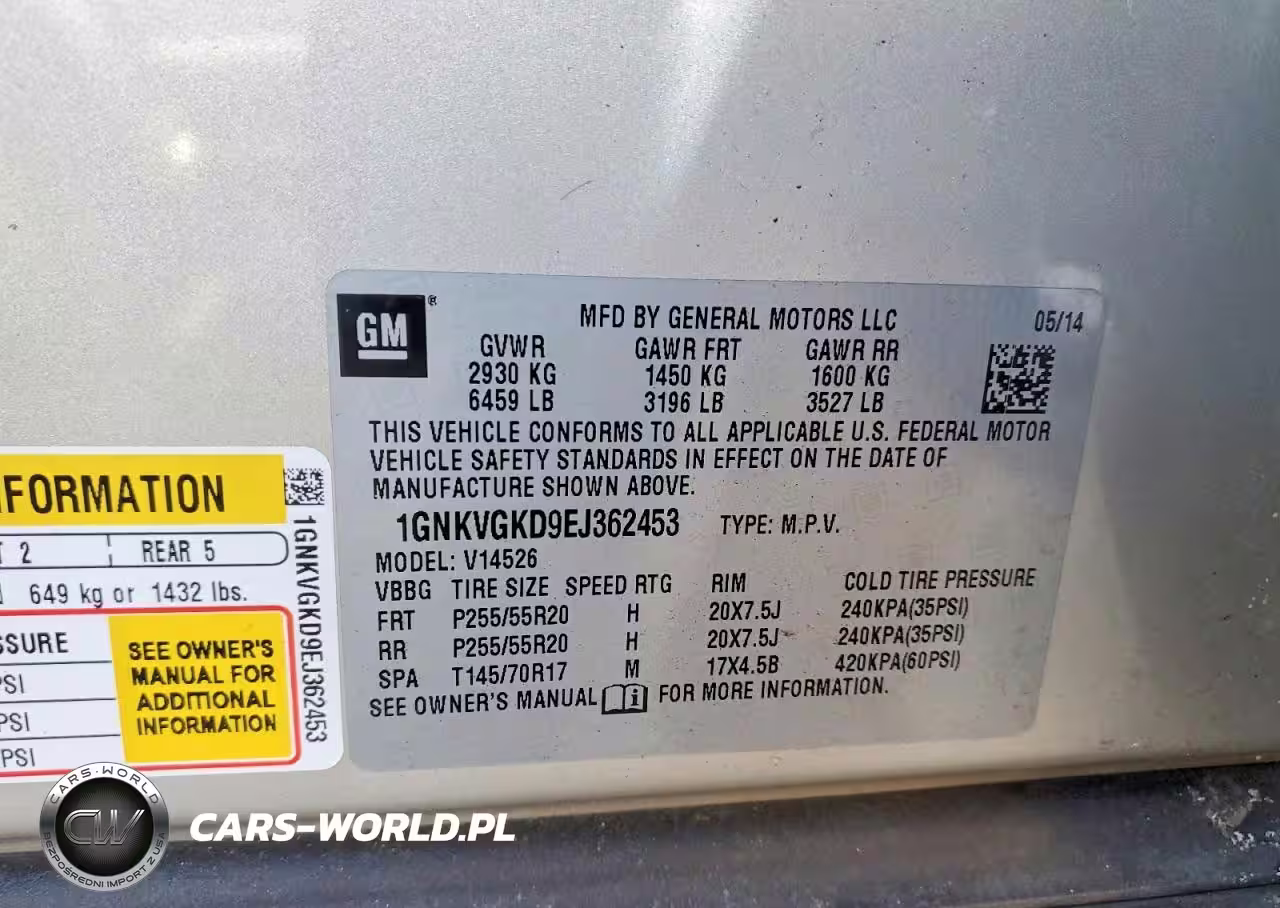 GM®
MFD BY GENERAL MOTORS LLC 05/14
GVWR GAWR FRT GAWR RR
2930 KG 1450 KG 1600 KG
6459 LB 3196 LB 3527 LB
THIS VEHICLE CONFORMS TO ALL APPLICABLE U.S. FEDERAL MOTOR
VEHICLE SAFETY STANDARDS IN EFFECT ON THE DATE OF
MANUFACTURE SHOWN ABOVE.
1GNKVGKD9EJ362453 TYPE: M.P.V.
MODEL: V14526
VBBG TIRE SIZE SPEED RTG RIM COLD TIRE PRESSURE
FRT P255/55R20 H 20X7.5J 240KPA(35PSI)
RR P255/55R20 H 20X7.5J 240KPA(35PSI)
SPA T145/70R17 M 17X4.5B 420KPA(60PSI)
SEE OWNER'S MANUAL FOR MORE INFORMATION.
NFORMATION
T 2 REAR 5
649 kg or 1432 lbs.
SSURE
PSI
PSI
PSI
SEE OWNER'S
MANUAL FOR
ADDITIONAL
INFORMATION
1GNKVGKD9EJ362453
CARS-WORLD
CW
BEZPOŚREDNI IMPORT Z USA
CARS-WORLD.PL